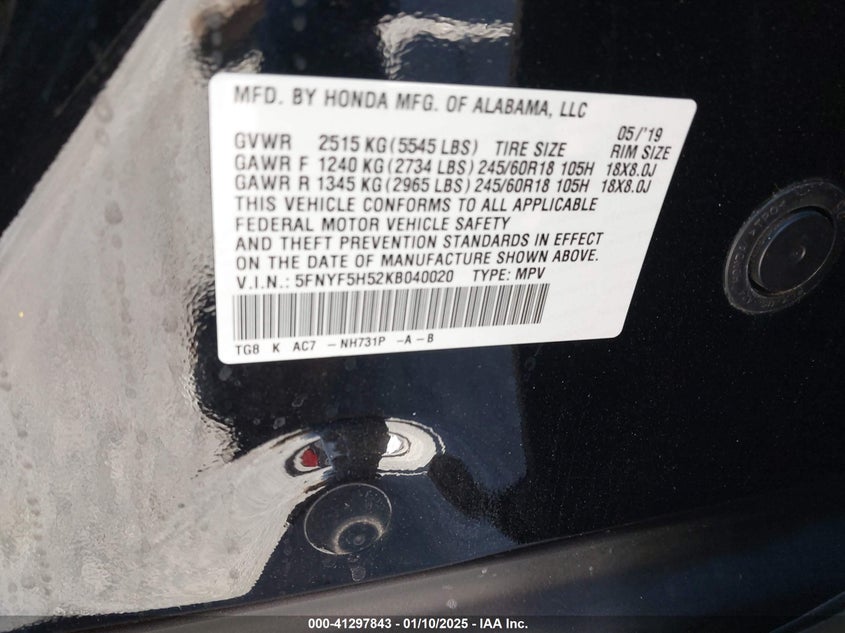 MFD. BY HONDA MFG. OF ALABAMA, LLC
05/'19
GVWR 2515 KG (5545 LBS) TIRE SIZE RIM SIZE
GAWR F 1240 KG (2734 LBS) 245/60R18 105H 18X8.0J
GAWR R 1345 KG (2965 LBS) 245/60R18 105H 18X8.0J
THIS VEHICLE CONFORMS TO ALL APPLICABLE
FEDERAL MOTOR VEHICLE SAFETY
AND THEFT PREVENTION STANDARDS IN EFFECT
ON THE DATE OF MANUFACTURE SHOWN ABOVE.
V.I.N.: 5FNYF5H52KB040020 TYPE: MPV
TG8 K AC7 -NH731P -A-B
000-41297843 / 01/10/2025 - IAA Inc.